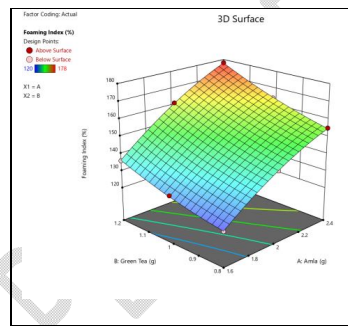 Factor Coding: Actual
3D Surface
Foaming Index (%)
Design Points:
Above Surface
Below Surface
120 178
X1 = A
X2 = B
180
170
160
150
140
130
120
Foaming Index (%)
1.2
1.1
1
0.9
0.8
B: Green Tea (g)
1.6
1.8
2
2.2
2.4
A: Amla (g)